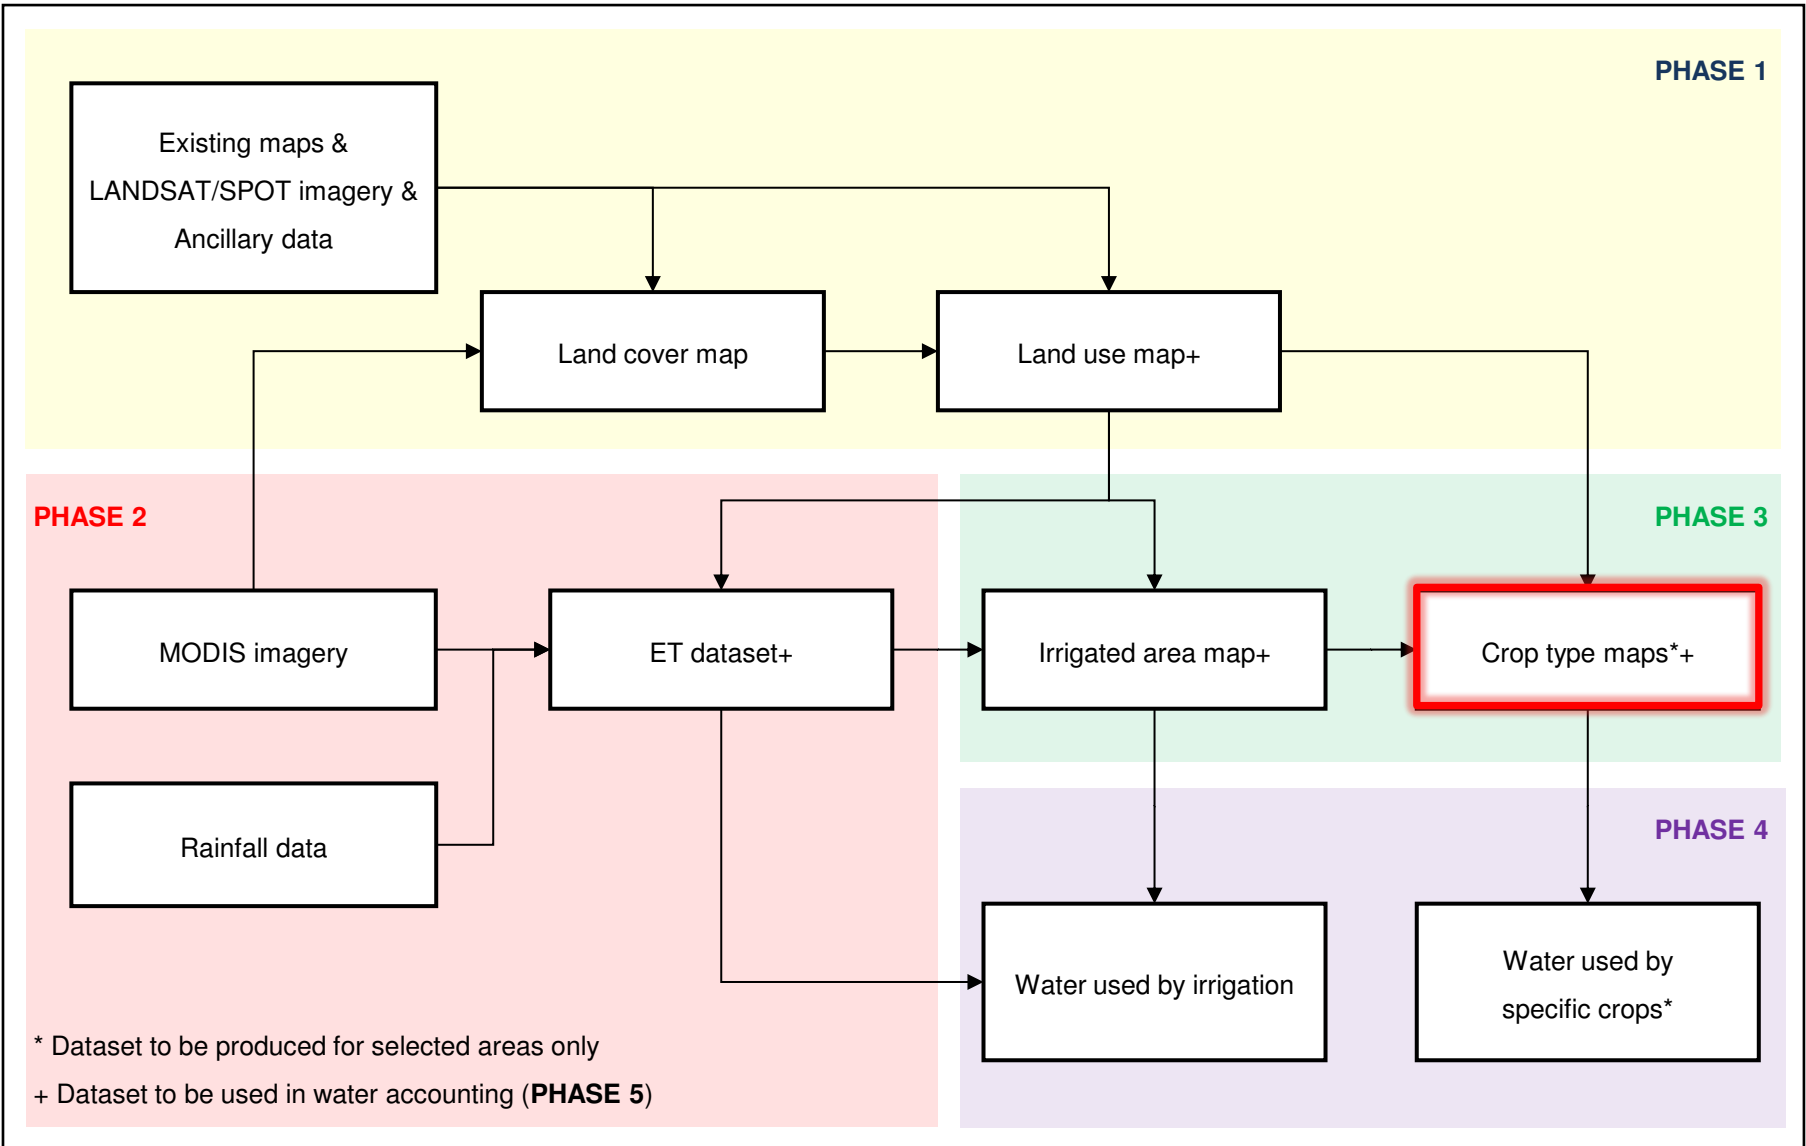 PHASE 1
Existing maps &
LANDSAT/SPOT imagery &
Ancillary data
Land cover map
Land use map+
PHASE 2
PHASE 3
MODIS imagery
ET dataset+
Irrigated area map+
Crop type maps*+
Rainfall data
PHASE 4
Water used by irrigation
Water used by
specific crops*
* Dataset to be produced for selected areas only
+ Dataset to be used in water accounting (PHASE 5)